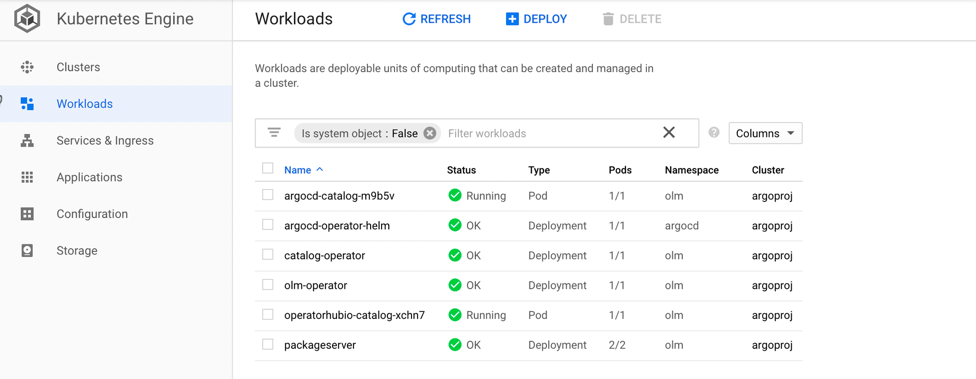 Kubernetes Engine
Workloads
REFRESH
DEPLOY
DELETE
Clusters
Workloads
Services & Ingress
Applications
Configuration
Storage
Workloads are deployable units of computing that can be created and managed in
a cluster.
Is system object : False
Filter workloads
Columns
Name Status Type Pods Namespace Cluster
argocd-catalog-m9b5v Running Pod 1/1 olm argoproj
argocd-operator-helm OK Deployment 1/1 argocd argoproj
catalog-operator OK Deployment 1/1 olm argoproj
olm-operator OK Deployment 1/1 olm argoproj
operatorhubio-catalog-xchn7 Running Pod 1/1 olm argoproj
packageserver OK Deployment 2/2 olm argoproj